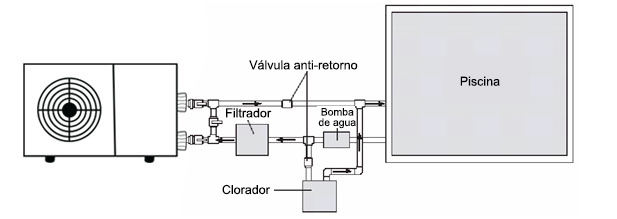 Válvula anti-retorno
Piscina
Filtrador
Bomba
de agua
Clorador